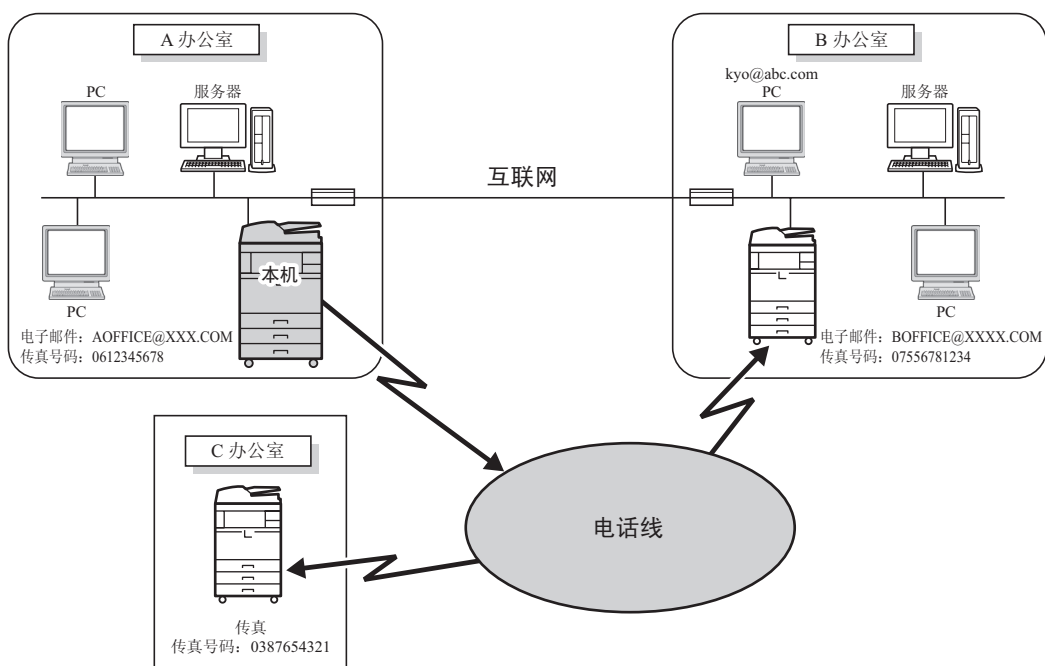 A 办公室
PC
服务器
PC
本机
电子邮件：AOFFICE@XXX.COM
传真号码：0612345678
互联网
B 办公室
kyo@abc.com
PC
服务器
PC
电子邮件：BOFFICE@XXXX.COM
传真号码：07556781234
C 办公室
传真
传真号码：0387654321
电话线